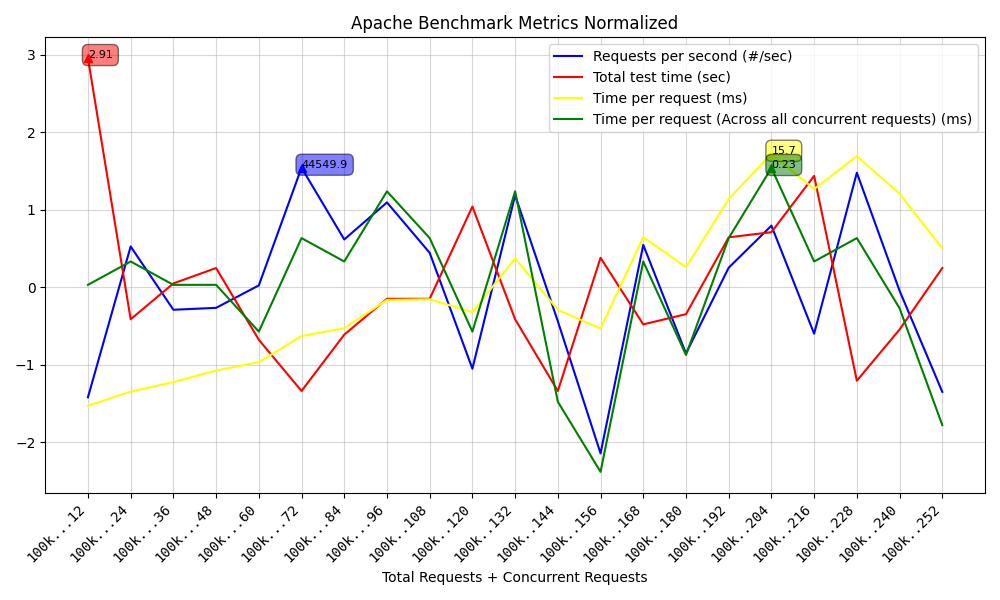 Apache Benchmark Metrics Normalized
Requests per second (#/sec)
Total test time (sec)
Time per request (ms)
Time per request (Across all concurrent requests) (ms)
2.91
44549.9
15.7
0.23
3
2
1
0
−1
−2
100k...12
100k...24
100k...36
100k...48
100k...60
100k...72
100k...84
100k...96
100k..108
100k..120
100k..132
100k..144
100k..156
100k..168
100k..180
100k..192
100k..204
100k..216
100k..228
100k..240
100k..252
Total Requests + Concurrent Requests